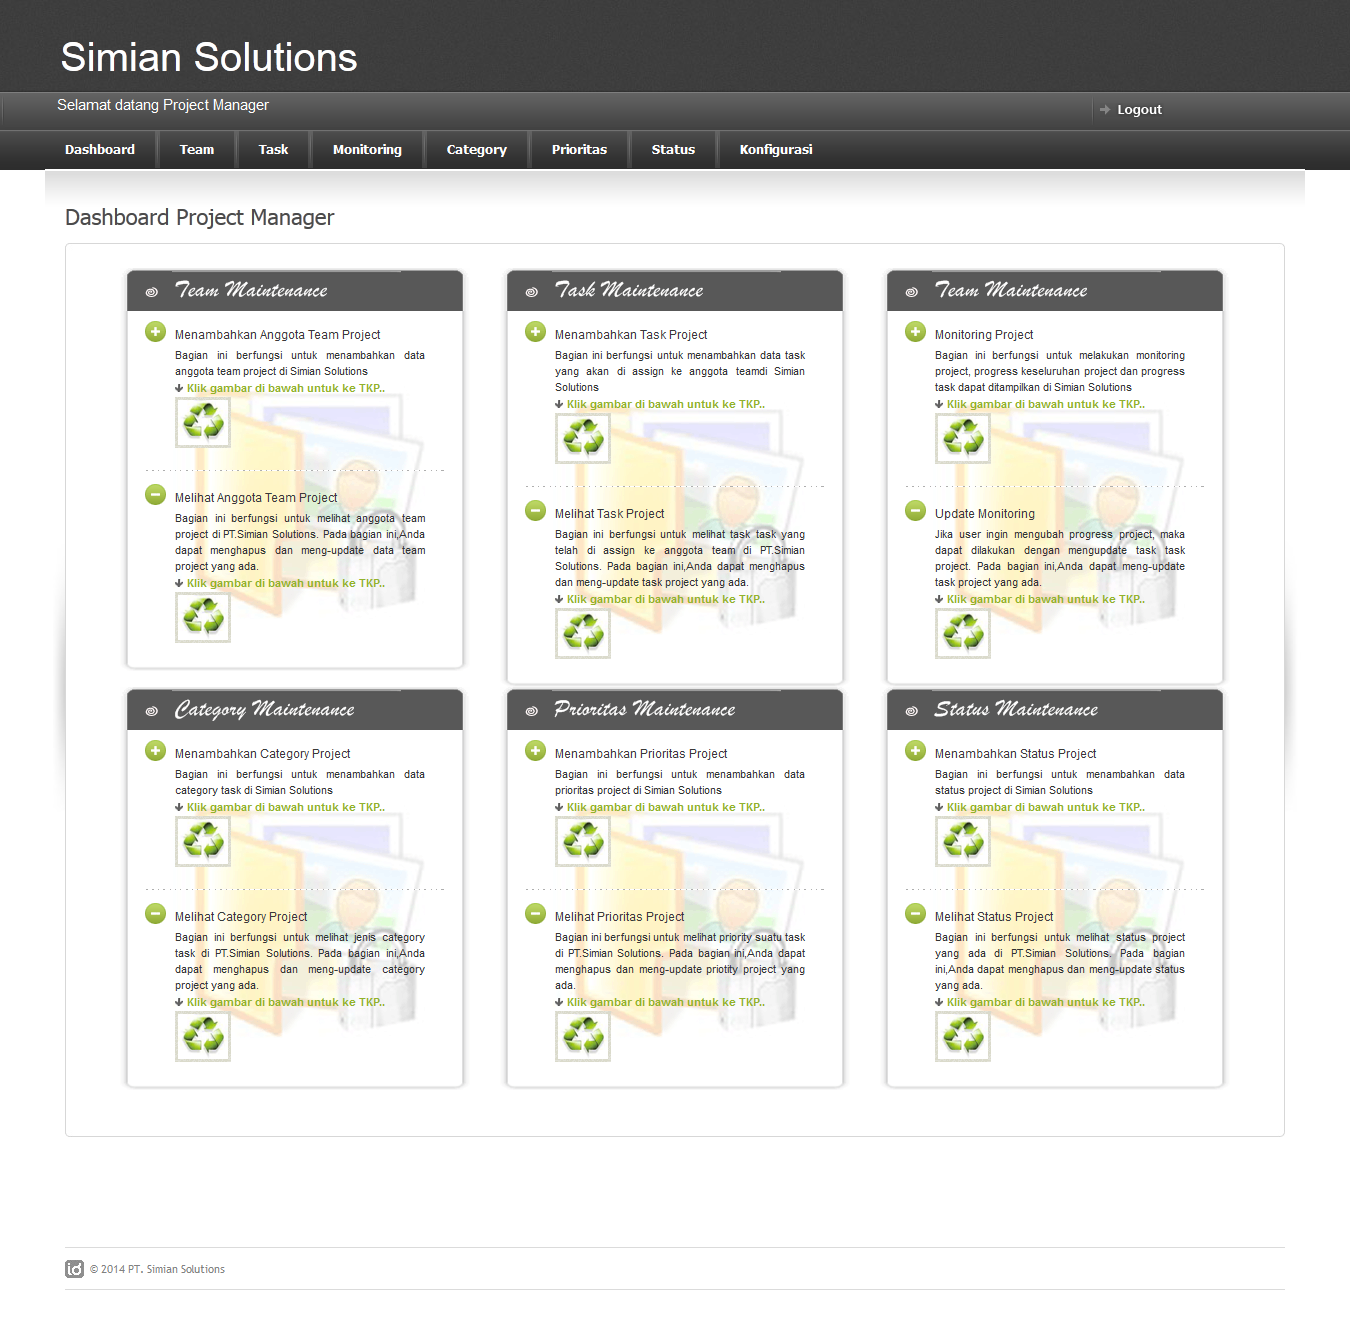 Simian Solutions
Selamat datang Project Manager
Logout
Dashboard Team Task Monitoring Category Prioritas Status Konfigurasi
Dashboard Project Manager
Team Maintenance
Menambahkan Anggota Team Project
Bagian ini berfungsi untuk menambahkan data
anggota team project di Simian Solutions
Klik gambar di bawah untuk ke TKP..
Melihat Anggota Team Project
Bagian ini berfungsi untuk melihat anggota team
project di PT.Simian Solutions. Pada bagian ini,Anda
dapat menghapus dan meng-update data team
project yang ada.
Klik gambar di bawah untuk ke TKP..
Task Maintenance
Menambahkan Task Project
Bagian ini berfungsi untuk menambahkan data task
yang akan di assign ke anggota teamdi Simian
Solutions
Klik gambar di bawah untuk ke TKP..
Melihat Task Project
Bagian ini berfungsi untuk melihat task task yang
telah di assign ke anggota team di PT.Simian
Solutions. Pada bagian ini,Anda dapat menghapus
dan meng-update task project yang ada.
Klik gambar di bawah untuk ke TKP..
Team Maintenance
Monitoring Project
Bagian ini berfungsi untuk melakukan monitoring
project, progress keseluruhan project dan progress
task dapat ditampilkan di Simian Solutions
Klik gambar di bawah untuk ke TKP..
Update Monitoring
Jika user ingin mengubah progress project, maka
dapat dilakukan dengan mengupdate task task
project. Pada bagian ini,Anda dapat meng-update
task project yang ada.
Klik gambar di bawah untuk ke TKP..
Category Maintenance
Menambahkan Category Project
Bagian ini berfungsi untuk menambahkan data
category task di Simian Solutions
Klik gambar di bawah untuk ke TKP..
Melihat Category Project
Bagian ini berfungsi untuk melihat jenis category
task di PT.Simian Solutions. Pada bagian ini,Anda
dapat menghapus dan meng-update category
project yang ada.
Klik gambar di bawah untuk ke TKP..
Prioritas Maintenance
Menambahkan Prioritas Project
Bagian ini berfungsi untuk menambahkan data
prioritas project di Simian Solutions
Klik gambar di bawah untuk ke TKP..
Melihat Prioritas Project
Bagian ini berfungsi untuk melihat priority suatu task
di PT.Simian Solutions. Pada bagian ini,Anda dapat
menghapus dan meng-update priotity project yang
ada.
Klik gambar di bawah untuk ke TKP..
Status Maintenance
Menambahkan Status Project
Bagian ini berfungsi untuk menambahkan data
status project di Simian Solutions
Klik gambar di bawah untuk ke TKP..
Melihat Status Project
Bagian ini berfungsi untuk melihat status project
yang ada di PT.Simian Solutions. Pada bagian
ini,Anda dapat menghapus dan meng-update status
yang ada.
Klik gambar di bawah untuk ke TKP..
id © 2014 PT. Simian Solutions